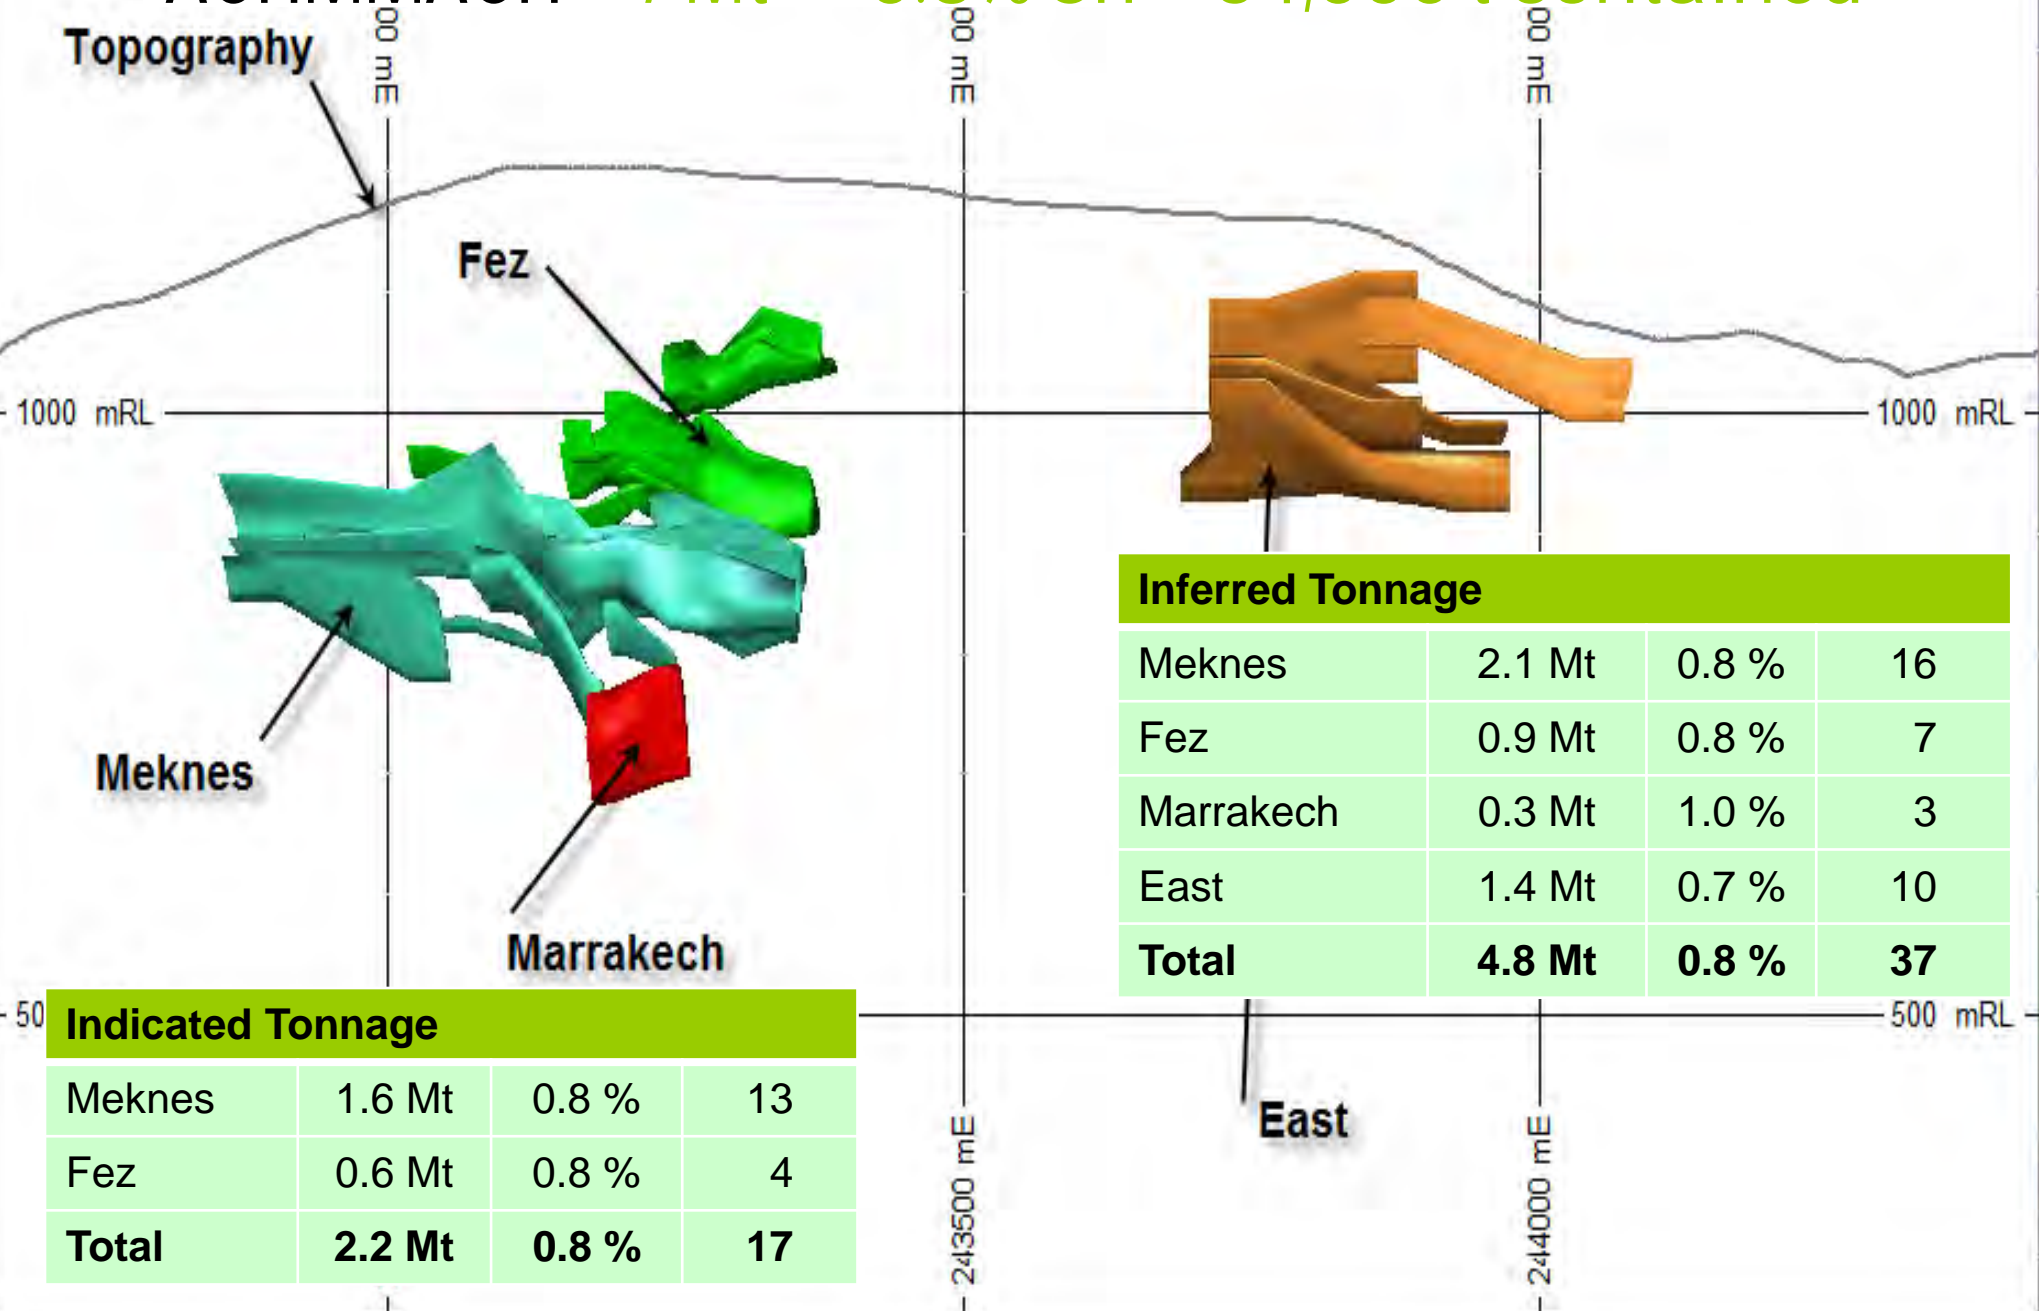 Topography
00 mE
00 mE
00 mE
Fez
1000 mRL
1000 mRL
Meknes
Marrakech
Inferred Tonnage
Meknes 2.1 Mt 0.8 % 16
Fez 0.9 Mt 0.8 % 7
Marrakech 0.3 Mt 1.0 % 3
East 1.4 Mt 0.7 % 10
Total 4.8 Mt 0.8 % 37
50
500 mRL
Indicated Tonnage
Meknes 1.6 Mt 0.8 % 13
Fez 0.6 Mt 0.8 % 4
Total 2.2 Mt 0.8 % 17
East
243500 mE
244000 mE